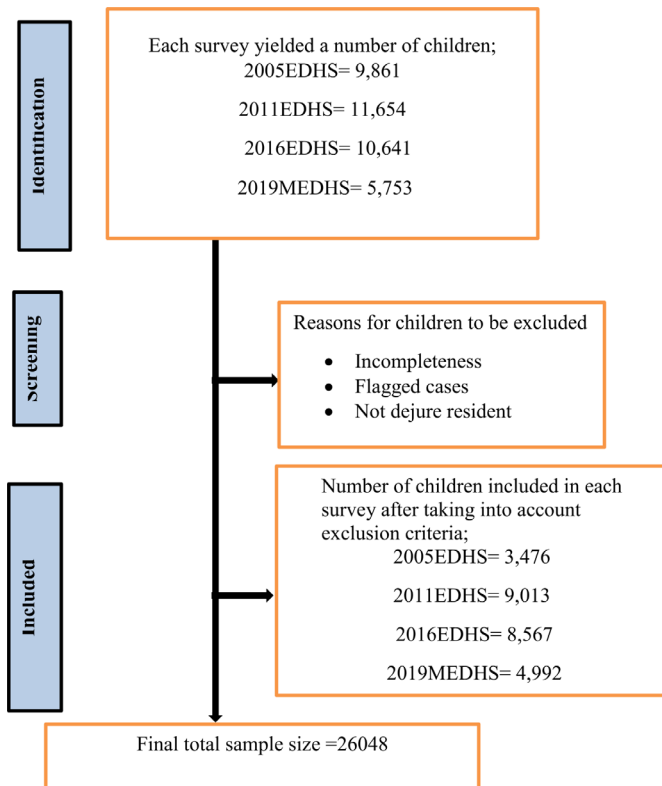 Identification
Each survey yielded a number of children;
2005EDHS= 9,861
2011EDHS= 11,654
2016EDHS= 10,641
2019MEDHS= 5,753
Screening
Reasons for children to be excluded
• Incompleteness
• Flagged cases
• Not dejure resident
Included
Number of children included in each
survey after taking into account
exclusion criteria;
2005EDHS= 3,476
2011EDHS= 9,013
2016EDHS= 8,567
2019MEDHS= 4,992
Final total sample size =26048